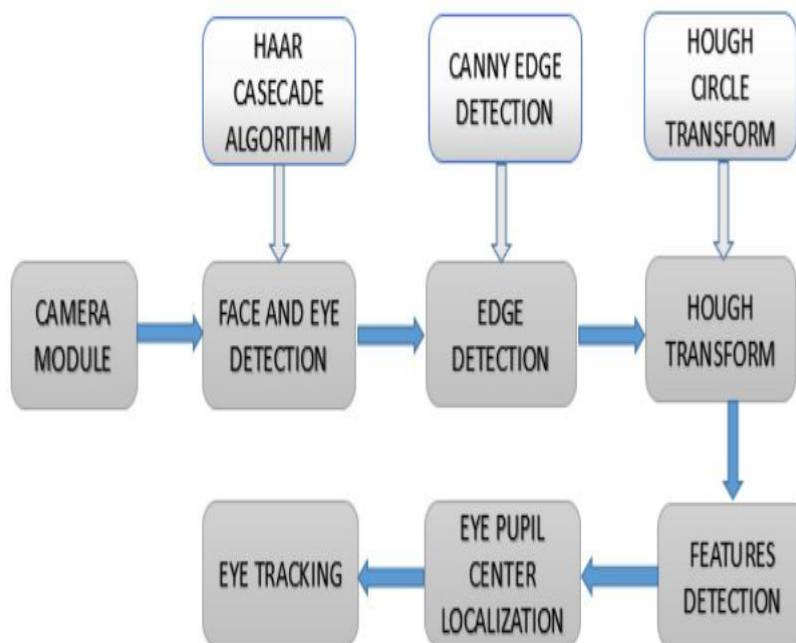 HAAR
CASECADE
ALGORITHM
CANNY EDGE
DETECTION
HOUGH
CIRCLE
TRANSFORM
CAMERA
MODULE
FACE AND EYE
DETECTION
EDGE
DETECTION
HOUGH
TRANSFORM
EYE TRACKING
EYE PUPIL
CENTER
LOCALIZATION
FEATURES
DETECTION